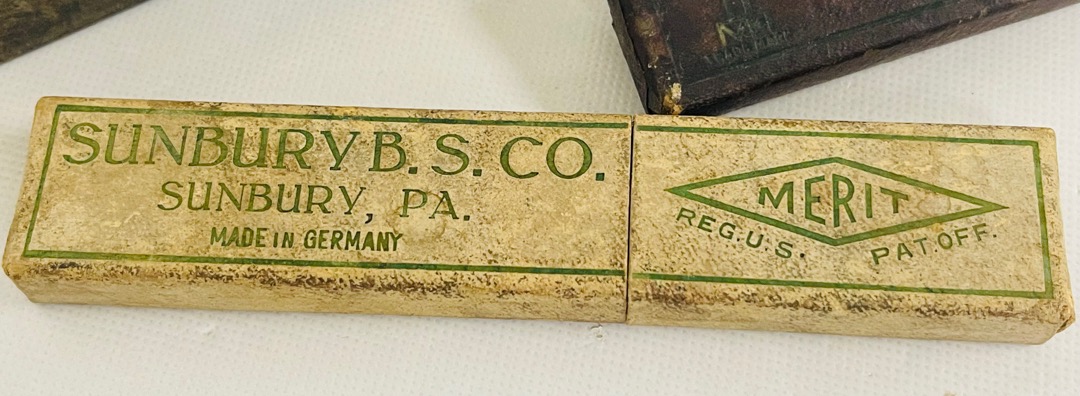 SUNBURY B. S. CO.
SUNBURY, PA.
MADE IN GERMANY
MERIT
REG. U. S. PAT. OFF.